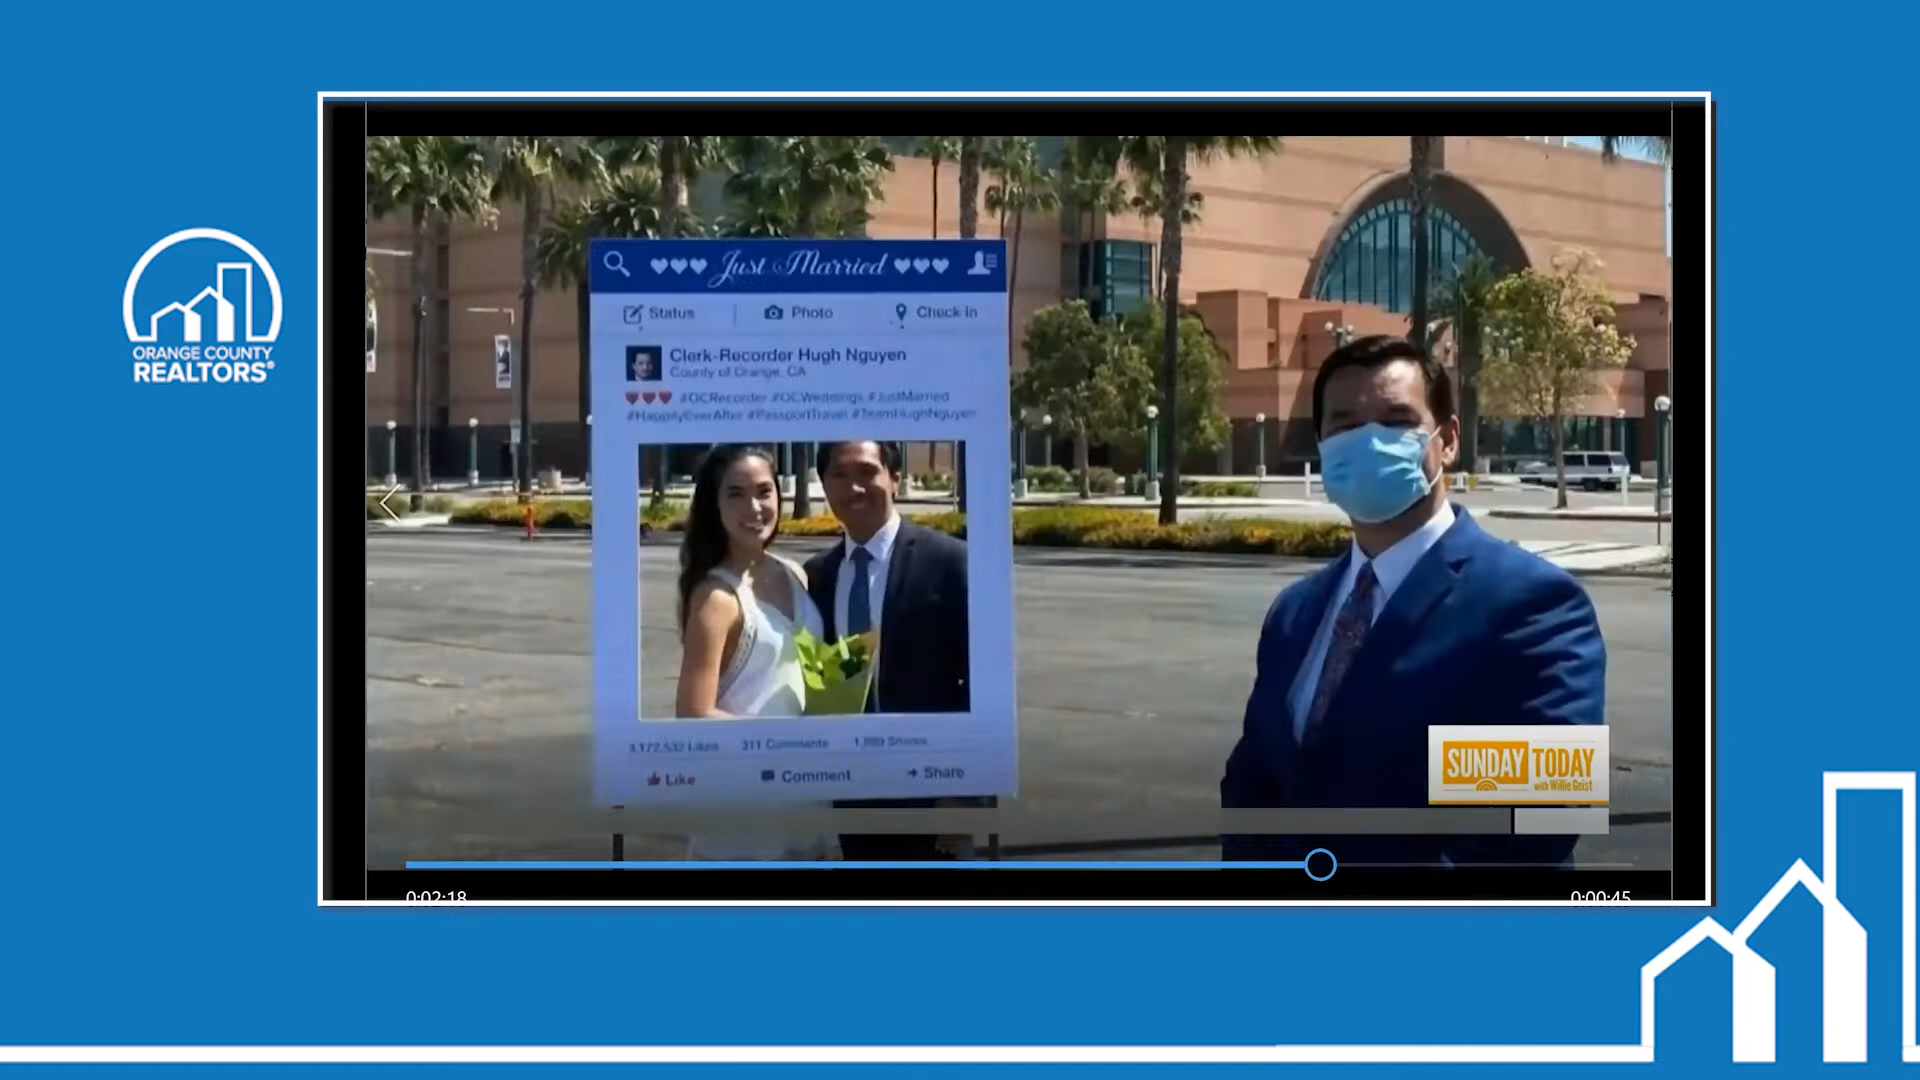 ORANGE COUNTY
REALTORS®
Just Married
Status
Photo
Check in
Clerk-Recorder Hugh Nguyen
County of Orange, CA
#OCRecorder #OCWeddings #JustMarried
#HappilyEverAfter #PassportTravel #TeamHughNguyen
Likes
311 Comments
Shares
Like
Comment
Share
SUNDAY TODAY
with Willie Geist
0:02:18
0:00:45